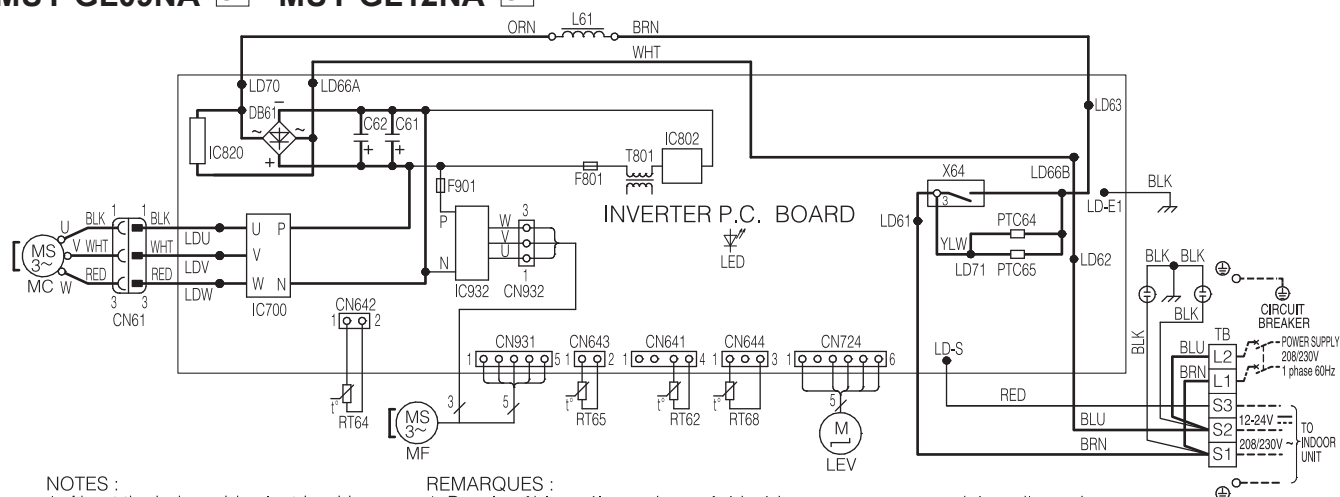 L61
ORN BRN
WHT
LD70 LD66A
DB61 −
LD63
~ ~
C62 C61
IC820
+ + +
IC802
T801
F801
F901
X64 LD66B
BLK
3
LD-E1
INVERTER P.C. BOARD
LED
LD61
PTC64
YLW
LD71 PTC65
LD62
1 1
U BLK BLK LDU U P
MS 3~ V WHT WHT LDV V
MC W RED RED LDW W N
3 3
CN61
IC700
P W 3
V
N U
1
IC932 CN932
BLK BLK
BLK
BLK
CIRCUIT
BREAKER
TB
BLU L2 POWER SUPPLY
208/230V
BRN L1 1 phase 60Hz
S3
12-24V
S2
208/230V ~
S1
TO
INDOOR
UNIT
CN642
1 2
CN931
1 5
CN643
1 2
CN641
1 4
CN644
1 3
CN724
1 6
LD-S
RED
BLU
BRN
t° RT64
3 5
MS 3~
MF
t° RT65
t° RT62
t° RT68
5
M
LEV
NOTES :
REMARQUES :